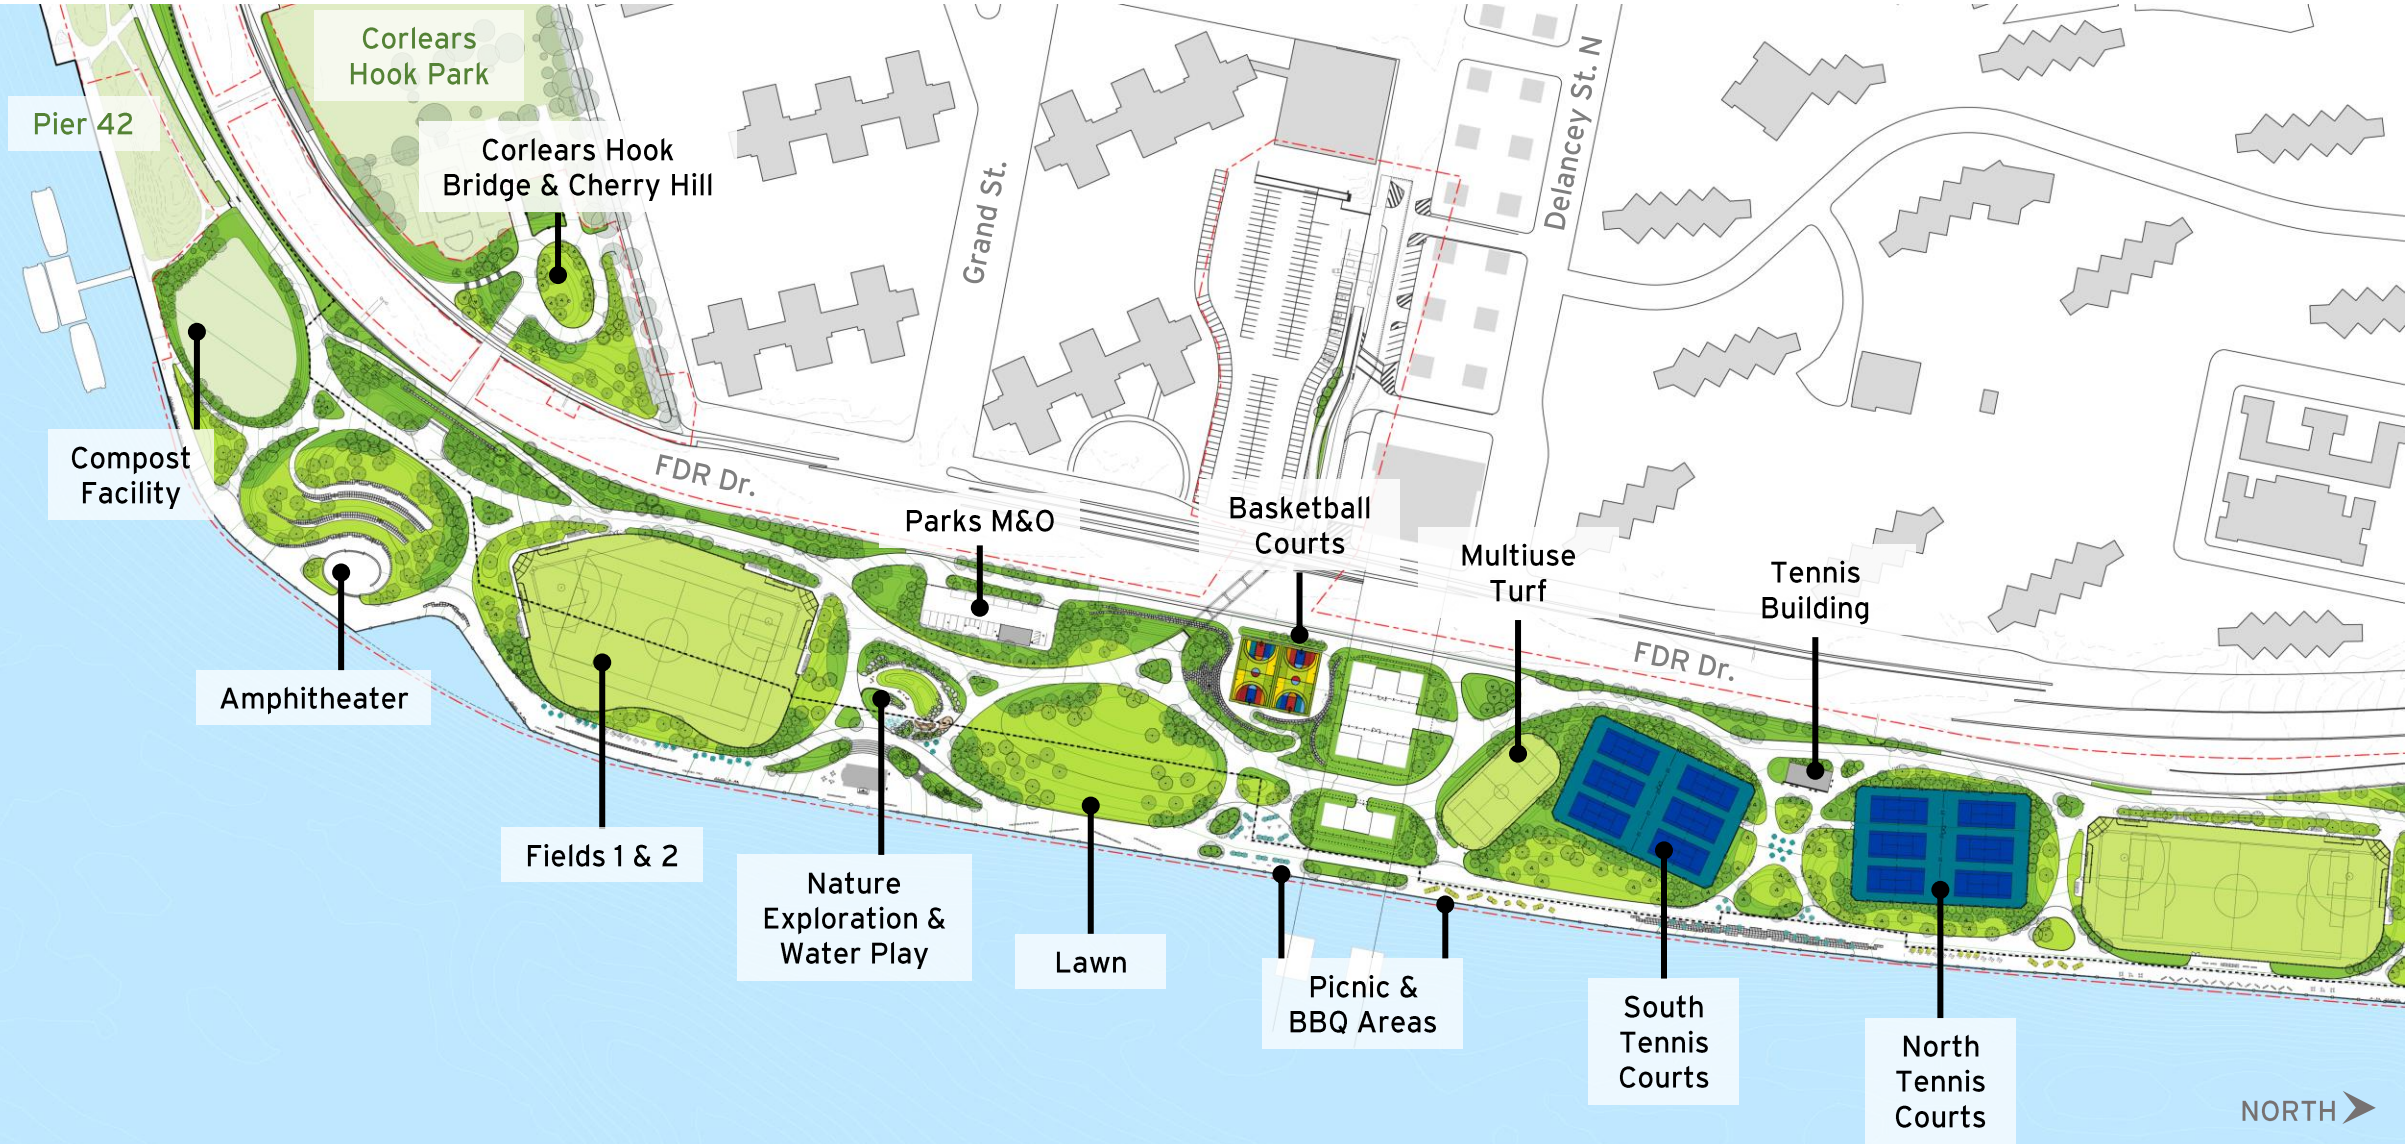 Corlears
Hook Park
Pier 42
Corlears Hook
Bridge & Cherry Hill
Grand St.
Delancey St. N
Compost
Facility
FDR Dr.
Parks M&O
Basketball
Courts
Multiuse
Turf
Tennis
Building
FDR Dr.
Amphitheater
Fields 1 & 2
Nature
Exploration &
Water Play
Lawn
Picnic &
BBQ Areas
South
Tennis
Courts
North
Tennis
Courts
NORTH